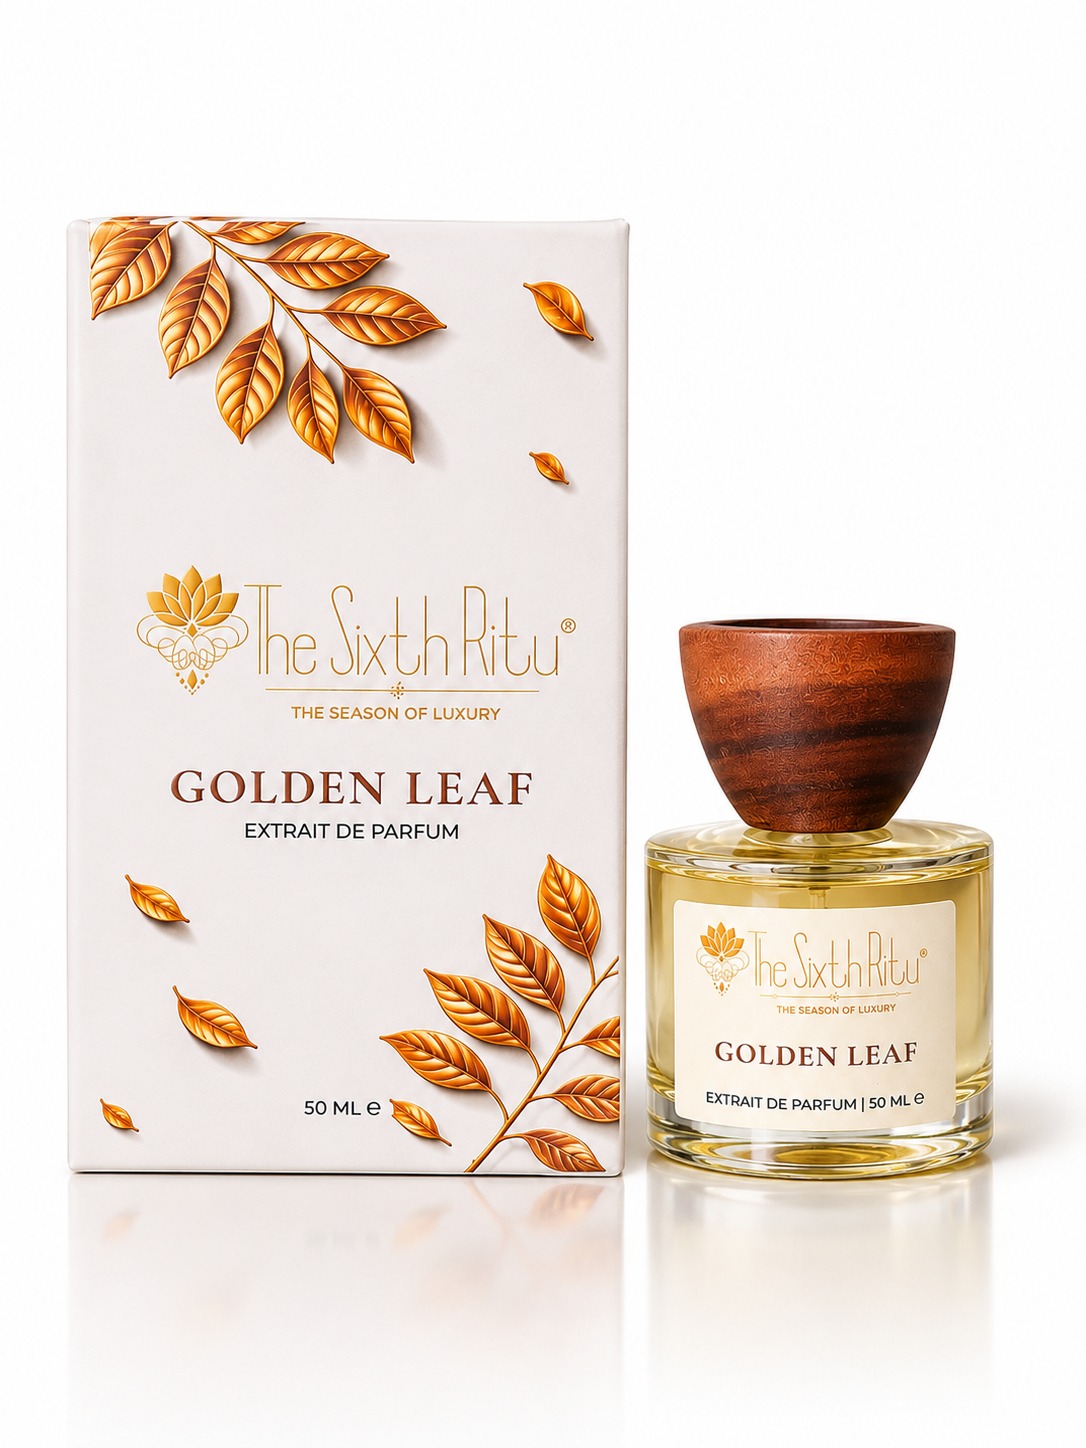 The Sixth Ritu®
THE SEASON OF LUXURY
GOLDEN LEAF
EXTRAIT DE PARFUM
50 ML e
The Sixth Ritu®
THE SEASON OF LUXURY
GOLDEN LEAF
EXTRAIT DE PARFUM | 50 ML e